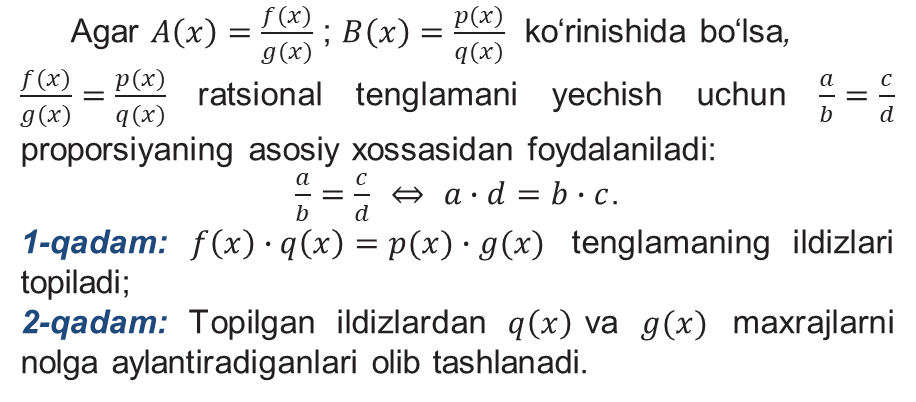 Agar A(x) = f(x)/g(x) ; B(x) = p(x)/q(x) ko‘rinishida bo‘lsa,
f(x)/g(x) = p(x)/q(x) ratsional tenglamani yechish uchun a/b = c/d
proporsiyaning asosiy xossasidan foydalaniladi:
a/b = c/d ⇔ a · d = b · c.
1-qadam: f(x) · q(x) = p(x) · g(x) tenglamaning ildizlari
topiladi;
2-qadam: Topilgan ildizlardan q(x) va g(x) maxrajlarni
nolga aylantiradiganlari olib tashlanadi.